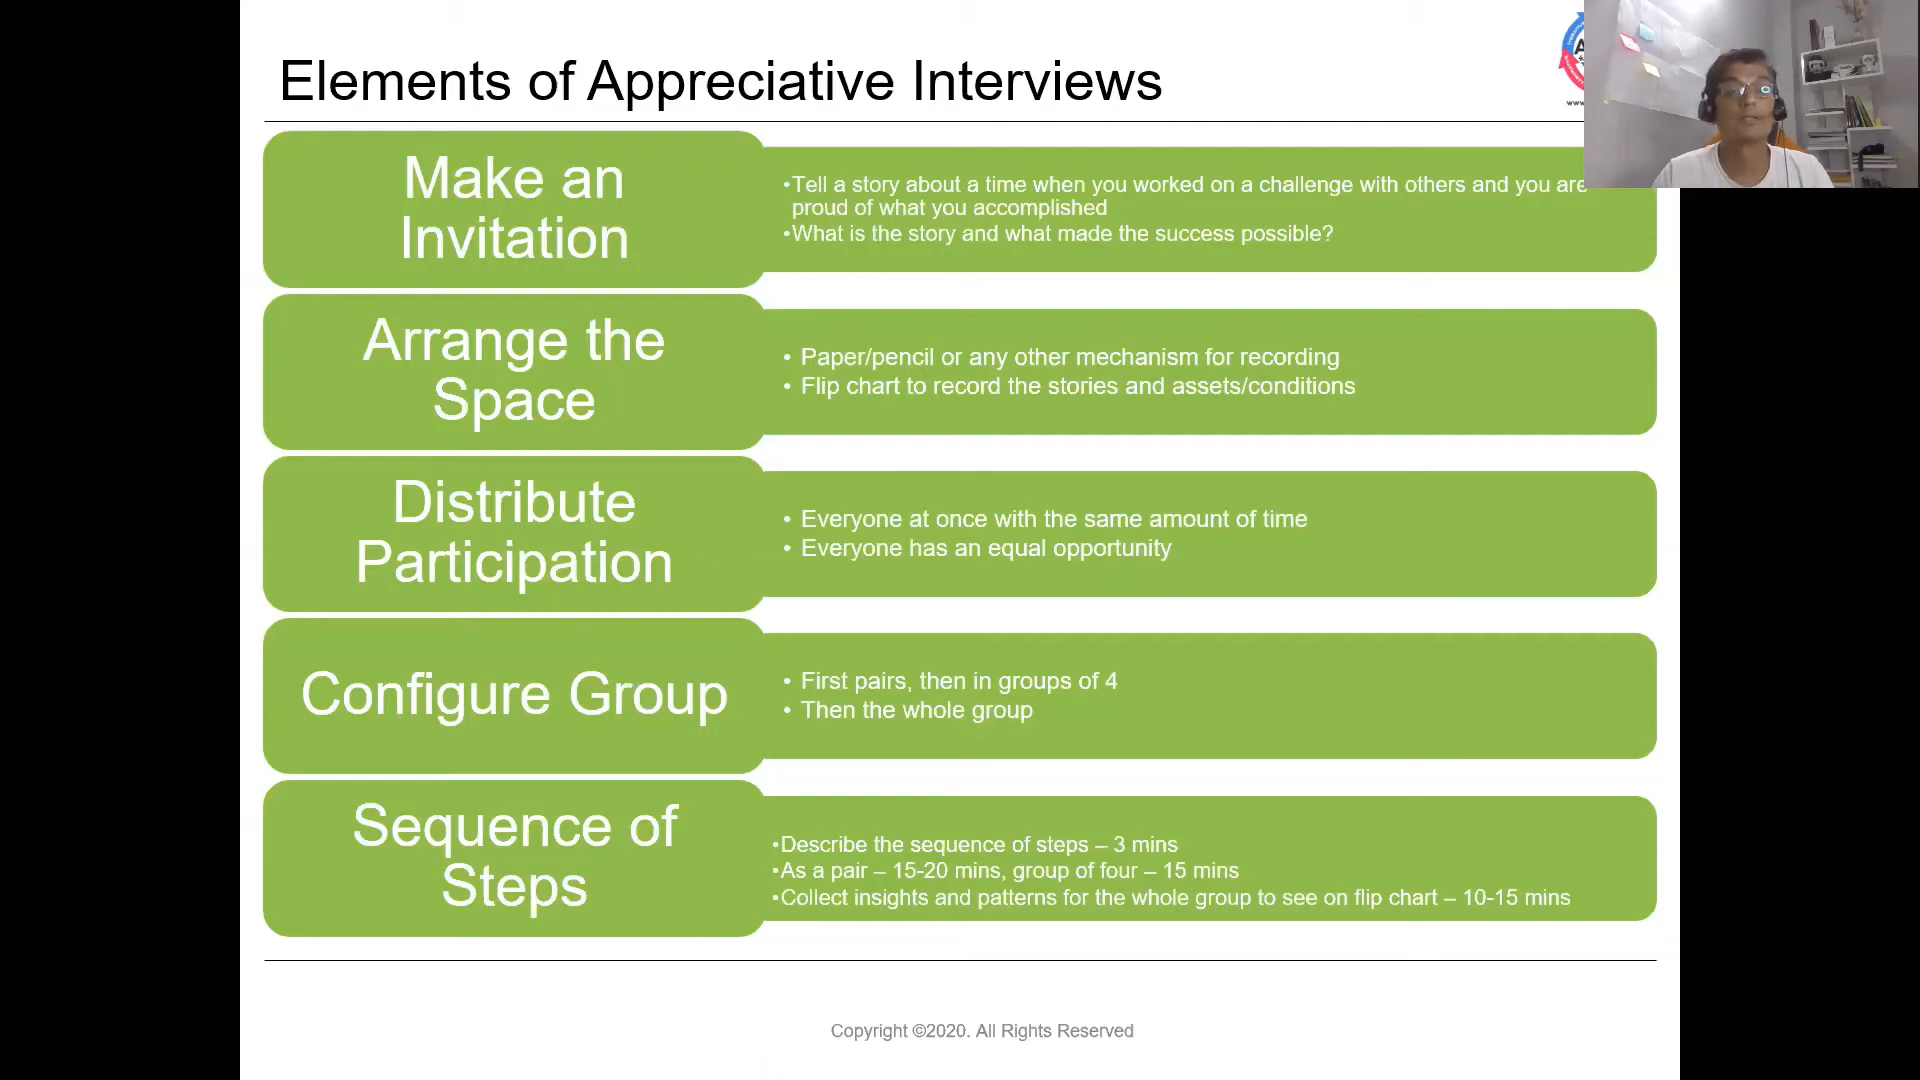 Elements of Appreciative Interviews
Make an
Invitation
•Tell a story about a time when you worked on a challenge with others and you are
proud of what you accomplished
•What is the story and what made the success possible?
Arrange the
Space
• Paper/pencil or any other mechanism for recording
• Flip chart to record the stories and assets/conditions
Distribute
Participation
• Everyone at once with the same amount of time
• Everyone has an equal opportunity
Configure Group
• First pairs, then in groups of 4
• Then the whole group
Sequence of
Steps
•Describe the sequence of steps – 3 mins
•As a pair – 15-20 mins, group of four – 15 mins
•Collect insights and patterns for the whole group to see on flip chart – 10-15 mins
Copyright ©2020. All Rights Reserved